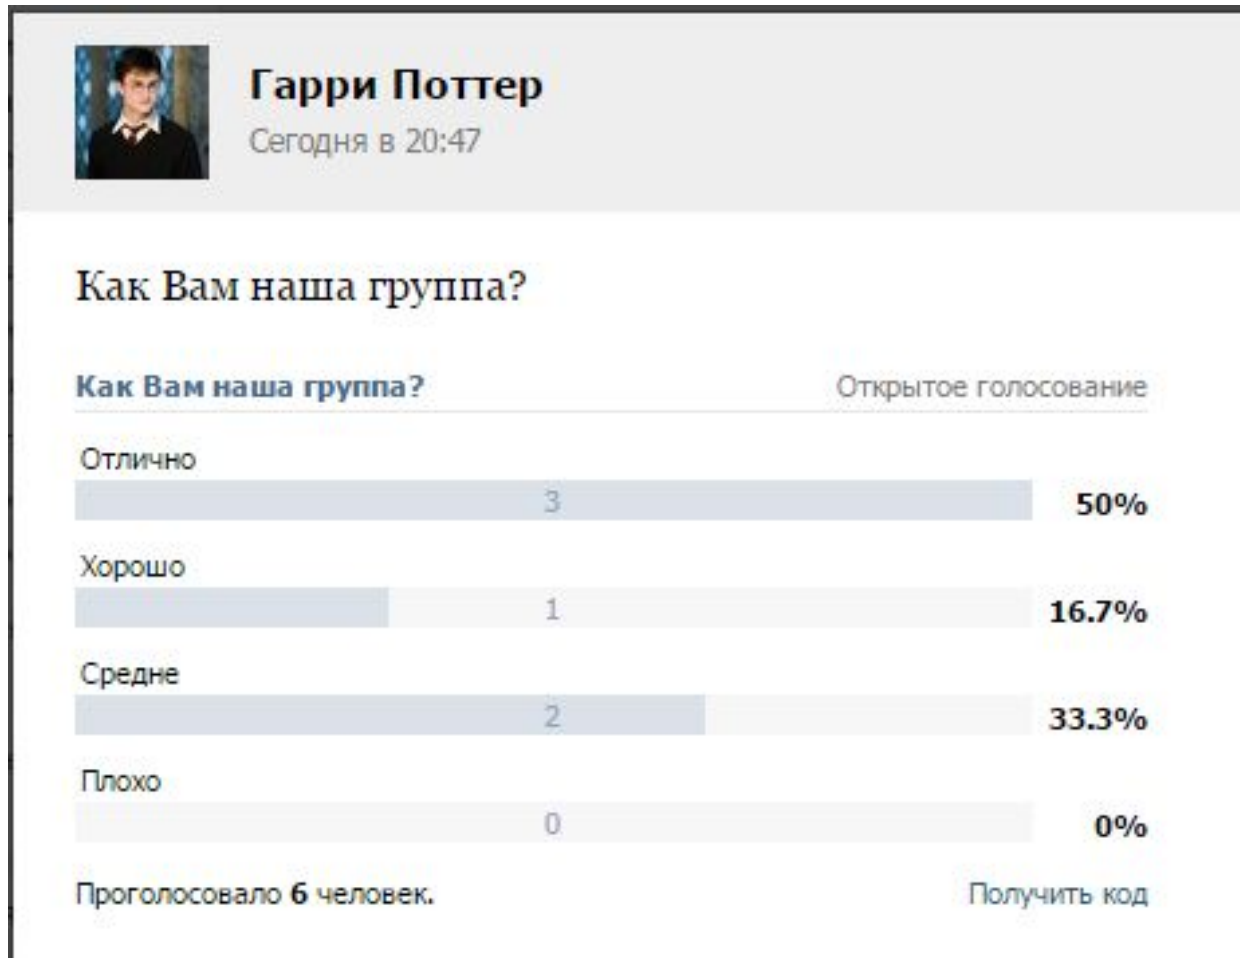 Гарри Поттер
Сегодня в 20:47
Как Вам наша группа?
Как Вам наша группа? Открытое голосование
Отлично
3 50%
Хорошо
1 16.7%
Средне
2 33.3%
Плохо
0 0%
Проголосовало 6 человек. Получить код